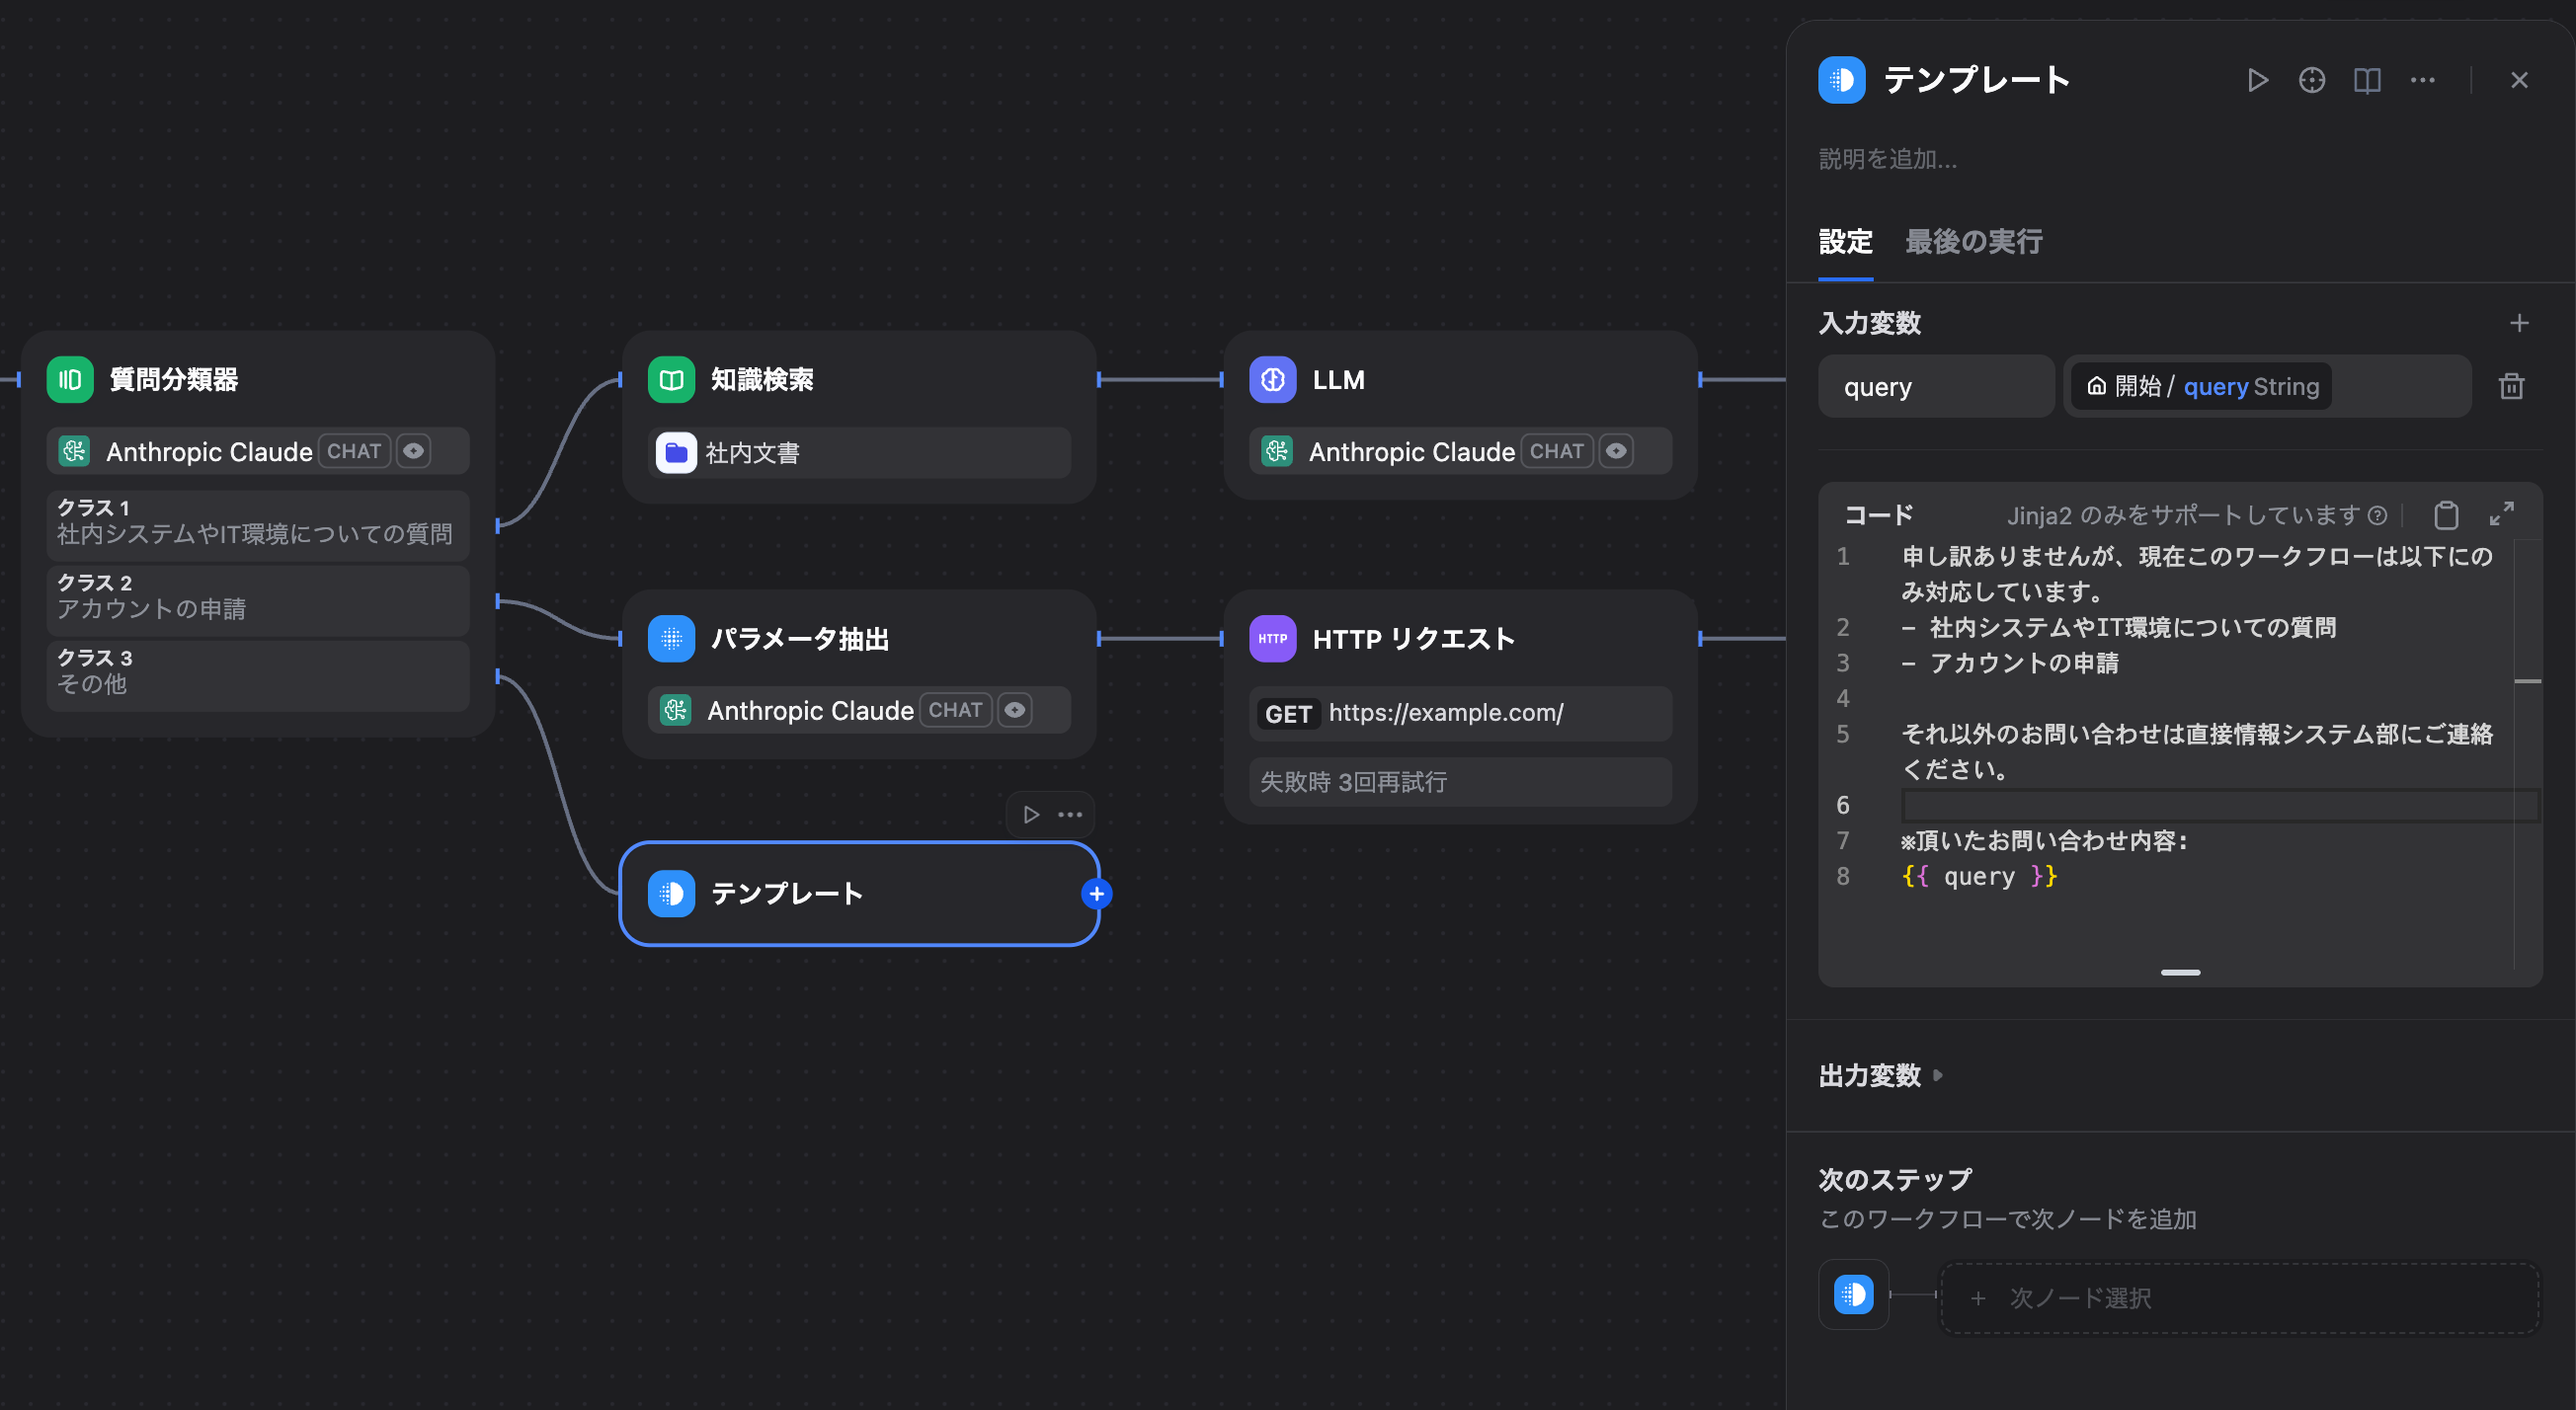 質問分類器
Anthropic Claude CHAT
クラス 1
社内システムやIT環境についての質問
クラス 2
アカウントの申請
クラス 3
その他
知識検索
社内文書
LLM
Anthropic Claude CHAT
パラメータ抽出
Anthropic Claude CHAT
HTTP
HTTP リクエスト
GET https://example.com/
失敗時 3回再試行
テンプレート
テンプレート
説明を追加...
設定 最後の実行
入力変数
query 開始 / query String
コード Jinja2 のみをサポートしています
1 申し訳ありませんが、現在このワークフローは以下にの
み対応しています。
2 - 社内システムやIT環境についての質問
3 - アカウントの申請
4
5 それ以外のお問い合わせは直接情報システム部にご連絡
ください。
6
7 ※頂いたお問い合わせ内容:
8 {{ query }}
出力変数
次のステップ
このワークフローで次ノードを追加
+ 次ノード選択